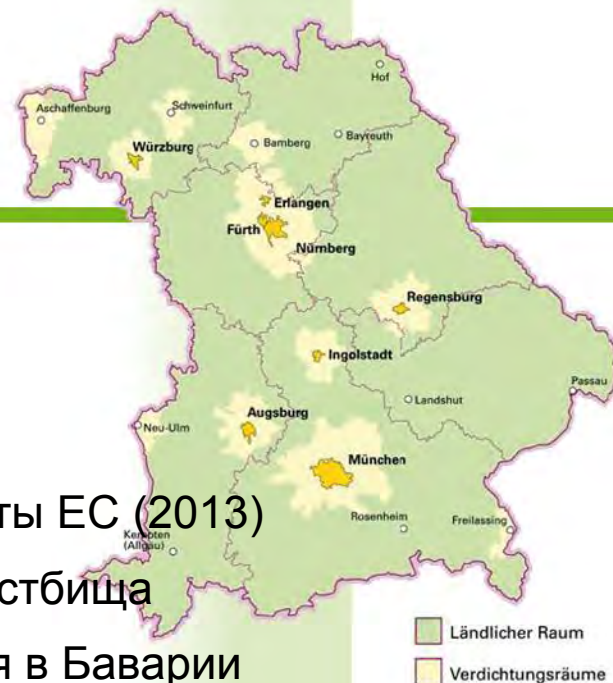 Hof
Aschaffenburg
Schweinfurt
Würzburg
Bamberg
Bayreuth
Erlangen
Fürth
Nürnberg
Regensburg
Ingolstadt
Landshut
Passau
Neu-Ulm
Augsburg
München
ты ЕС (2013)
Rosenheim
Freilassing
Kempten
(Allgäu)
стбища
Ländlicher Raum
я в Баварии
Verdichtungsräume